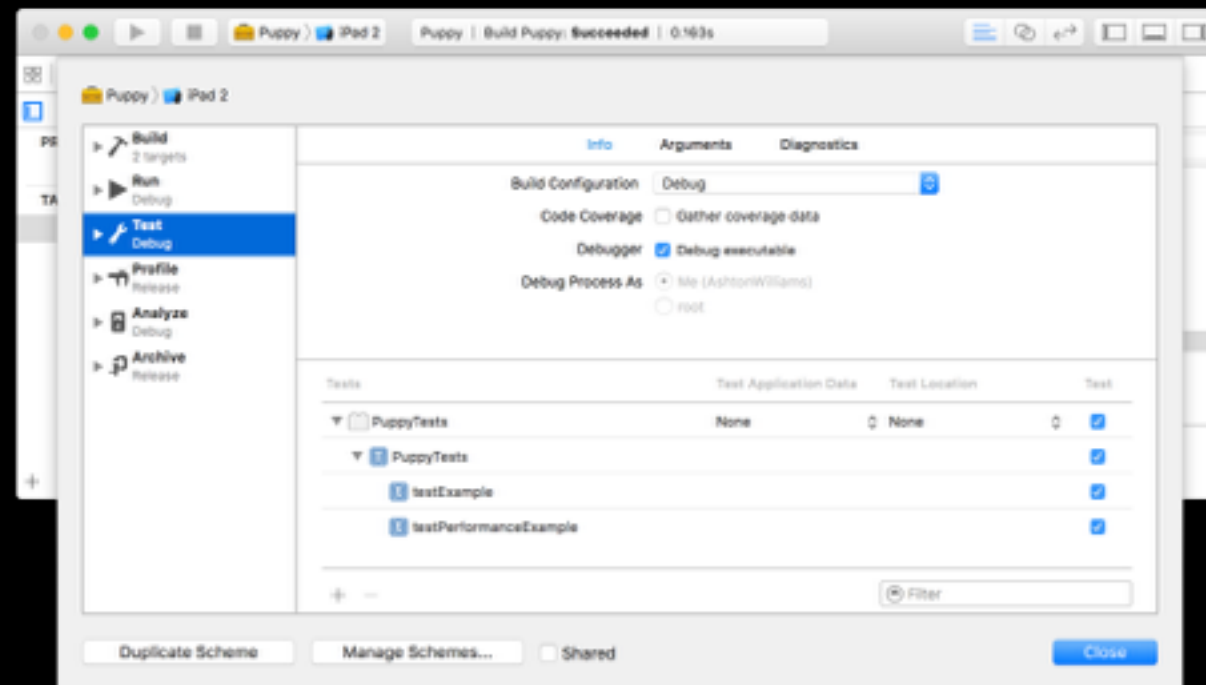 Puppy 〉 iPad 2 Puppy | Build Puppy: Succeeded | 0.163s
Puppy 〉 iPad 2
Build
2 targets
Run
Debug
Test
Debug
Profile
Release
Analyze
Debug
Archive
Release
Info Arguments Diagnostics
Build Configuration Debug
Code Coverage Gather coverage data
Debugger Debug executable
Debug Process As Me (AshtonWilliams)
root
Tests Test Application Data Test Location Test
PuppyTests None None
PuppyTests
testExample
testPerformanceExample
Filter
Duplicate Scheme Manage Schemes... Shared Close